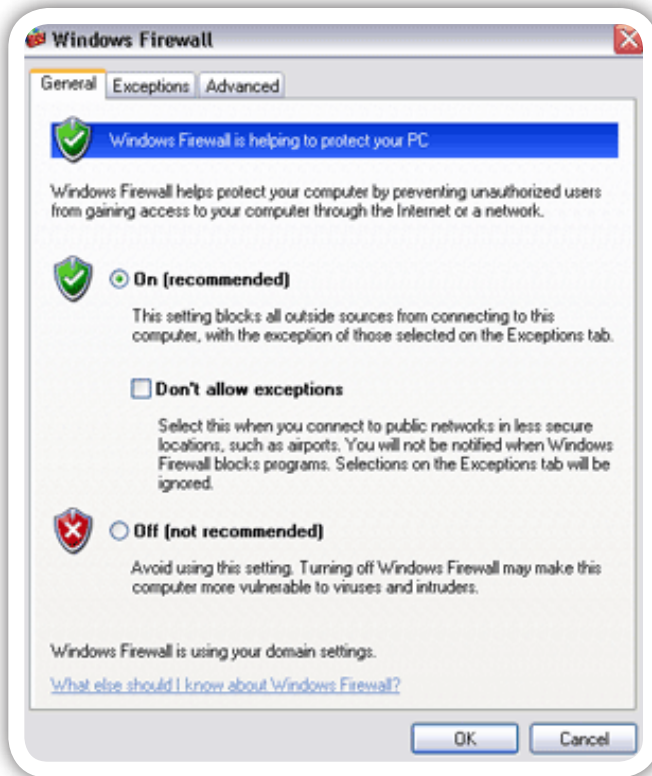 Windows Firewall
General Exceptions Advanced
Windows Firewall is helping to protect your PC
Windows Firewall helps protect your computer by preventing unauthorized users
from gaining access to your computer through the Internet or a network.
On (recommended)
This setting blocks all outside sources from connecting to this
computer, with the exception of those selected on the Exceptions tab.
Don't allow exceptions
Select this when you connect to public networks in less secure
locations, such as airports. You will not be notified when Windows
Firewall blocks programs. Selections on the Exceptions tab will be
ignored.
Off (not recommended)
Avoid using this setting. Turning off Windows Firewall may make this
computer more vulnerable to viruses and intruders.
Windows Firewall is using your domain settings.
What else should I know about Windows Firewall?
OK Cancel